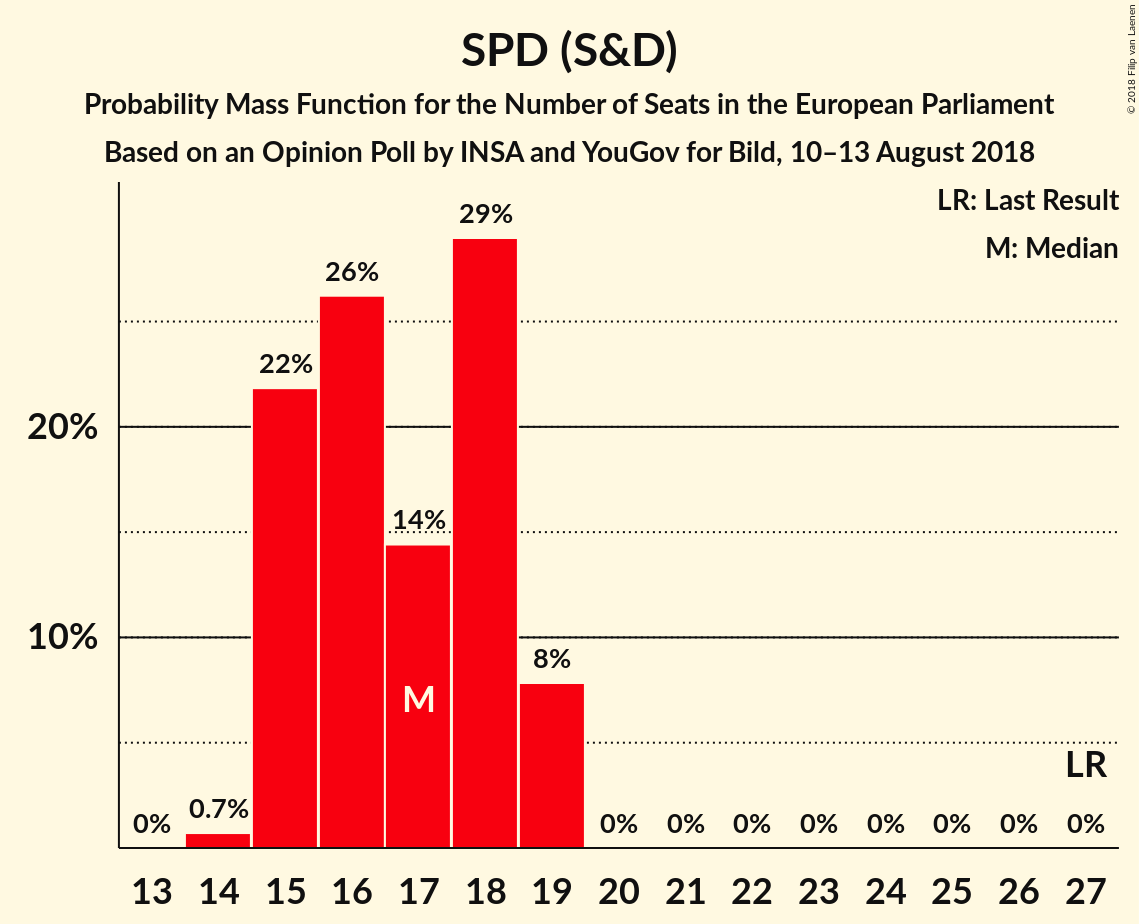 SPD (S&D)
Probability Mass Function for the Number of Seats in the European Parliament
Based on an Opinion Poll by INSA and YouGov for Bild, 10–13 August 2018
© 2018 Filip van Laenen
LR: Last Result
M: Median
29%
26%
22%
20%
14%
10%
8%
M
LR
0% 0.7% 0% 0% 0% 0% 0% 0% 0% 0%
13 14 15 16 17 18 19 20 21 22 23 24 25 26 27